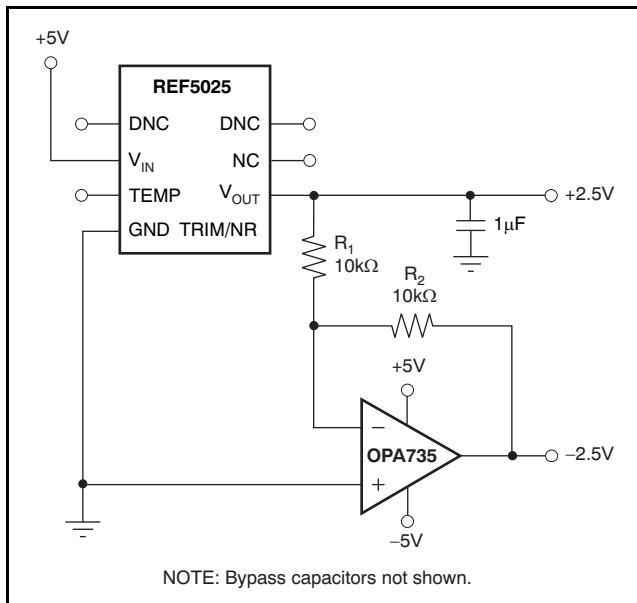 +5V
REF5025
DNC DNC
V_IN NC
TEMP V_OUT
GND TRIM/NR
+2.5V
1μF
R_1
10kΩ
R_2
10kΩ
+5V
−
OPA735
+
−2.5V
−5V
NOTE: Bypass capacitors not shown.